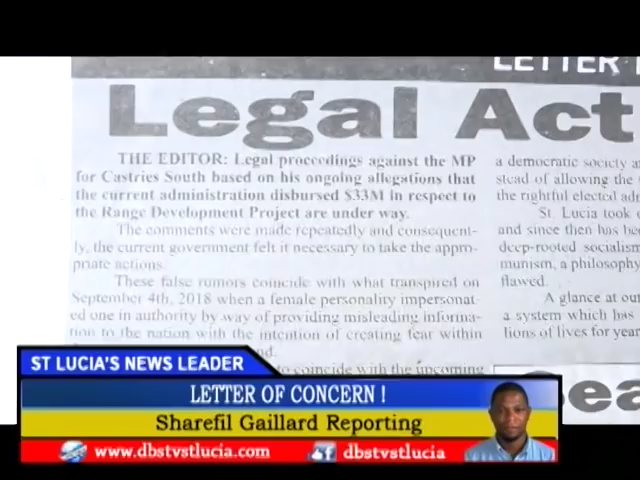 LETTER
Legal Act
THE EDITOR: Legal proceedings against the MP
for Castries South based on his ongoing allegations that
the current administration disbursed $33M in respect to
the Range Development Project are under way.
The comments were made repeatedly and consequent-
ly, the current government felt it necessary to take the appro-
priate actions.
These false rumors coincide with what transpired on
September 4th, 2018 when a female personality impersonat-
ed one in authority by way of providing misleading informa-
tion to the nation with the intention of creating fear within
to coincide with the upcoming
a democratic society
stead of allowing the
the rightful elected
St. Lucia took
and since then has
deep-rooted socialism
munism, a philosophy
flawed.
A glance at
a system which has
lions of lives for
ST LUCIA'S NEWS LEADER
LETTER OF CONCERN !
Sharefil Gaillard Reporting
www.dbstvstlucia.com
f dbstvstlucia